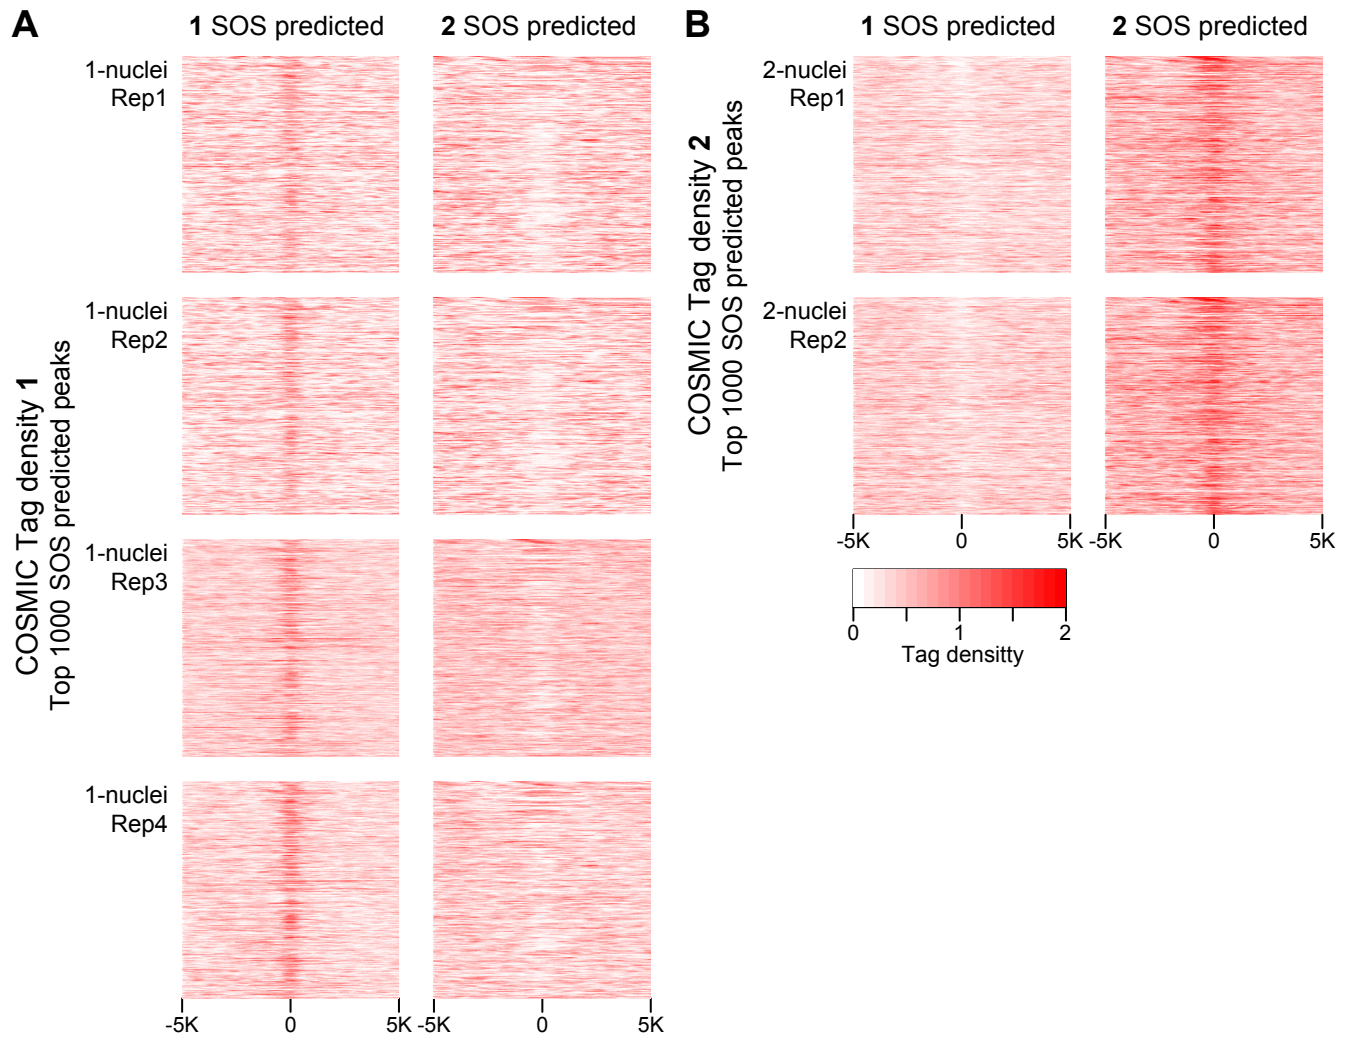 A
1 SOS predicted
2 SOS predicted
COSMIC Tag density 1
Top 1000 SOS predicted peaks
1-nuclei
Rep1
1-nuclei
Rep2
1-nuclei
Rep3
1-nuclei
Rep4
-5K
0
5K
-5K
0
5K
B
1 SOS predicted
2 SOS predicted
COSMIC Tag density 2
Top 1000 SOS predicted peaks
2-nuclei
Rep1
2-nuclei
Rep2
-5K
0
5K
-5K
0
5K
0
1
2
Tag densitty